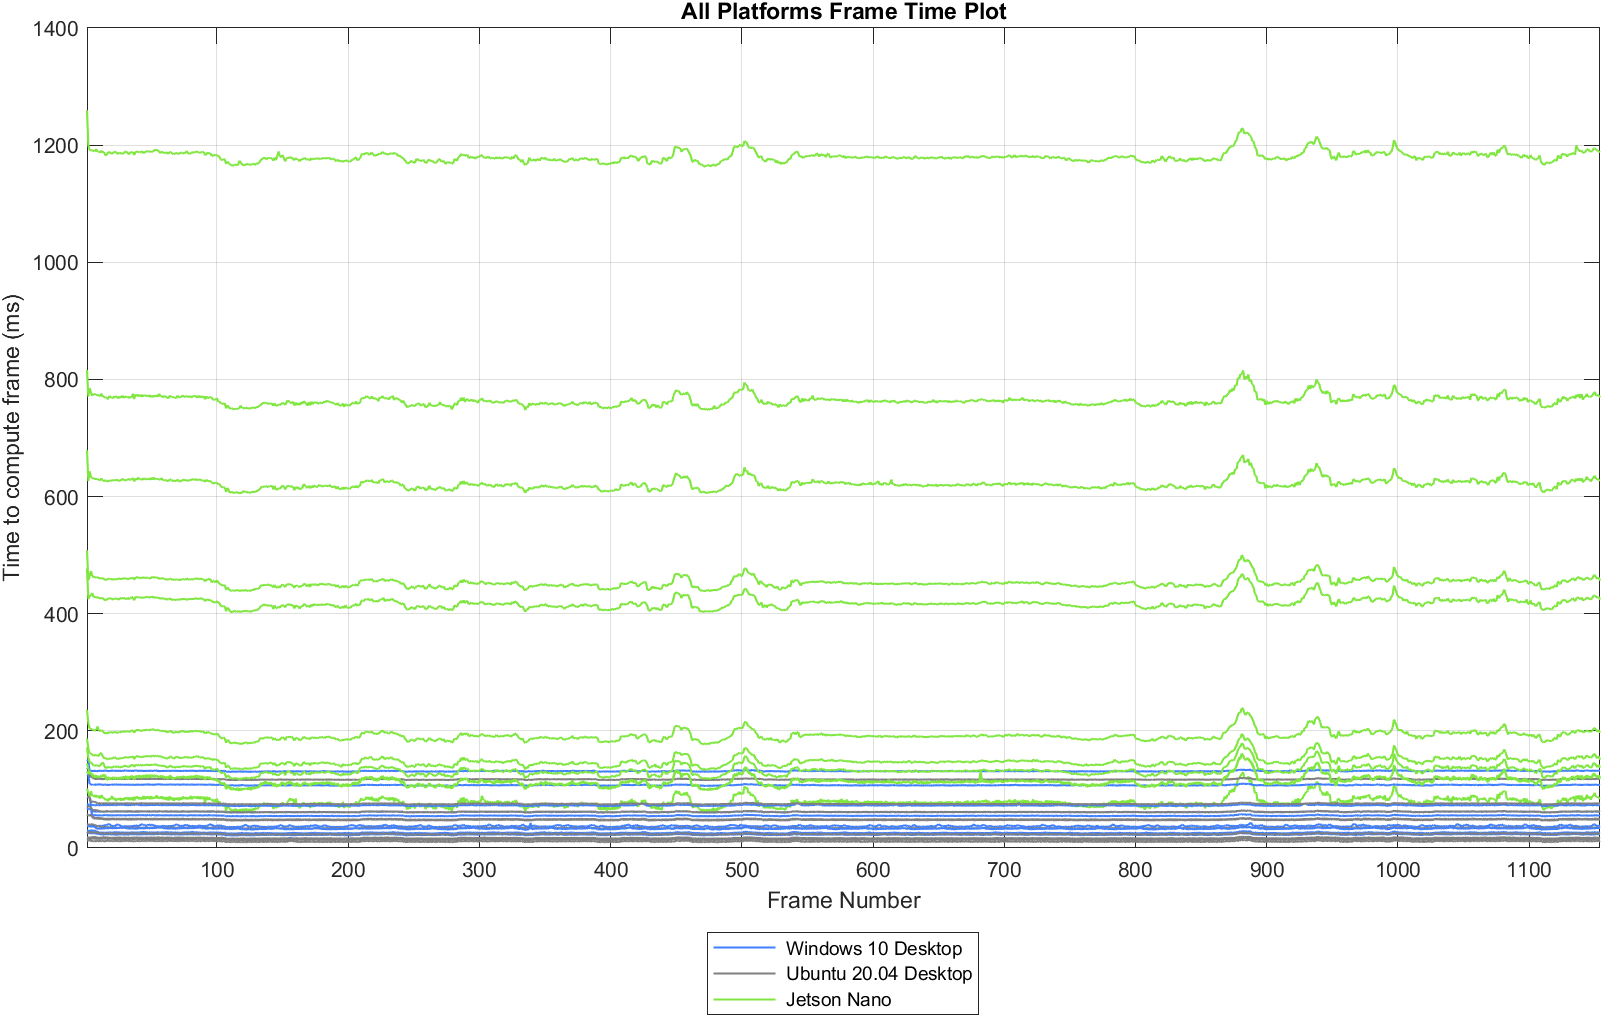 All Platforms Frame Time Plot
1400
1200
1000
800
600
400
200
0
Time to compute frame (ms)
100 200 300 400 500 600 700 800 900 1000 1100
Frame Number
Windows 10 Desktop
Ubuntu 20.04 Desktop
Jetson Nano